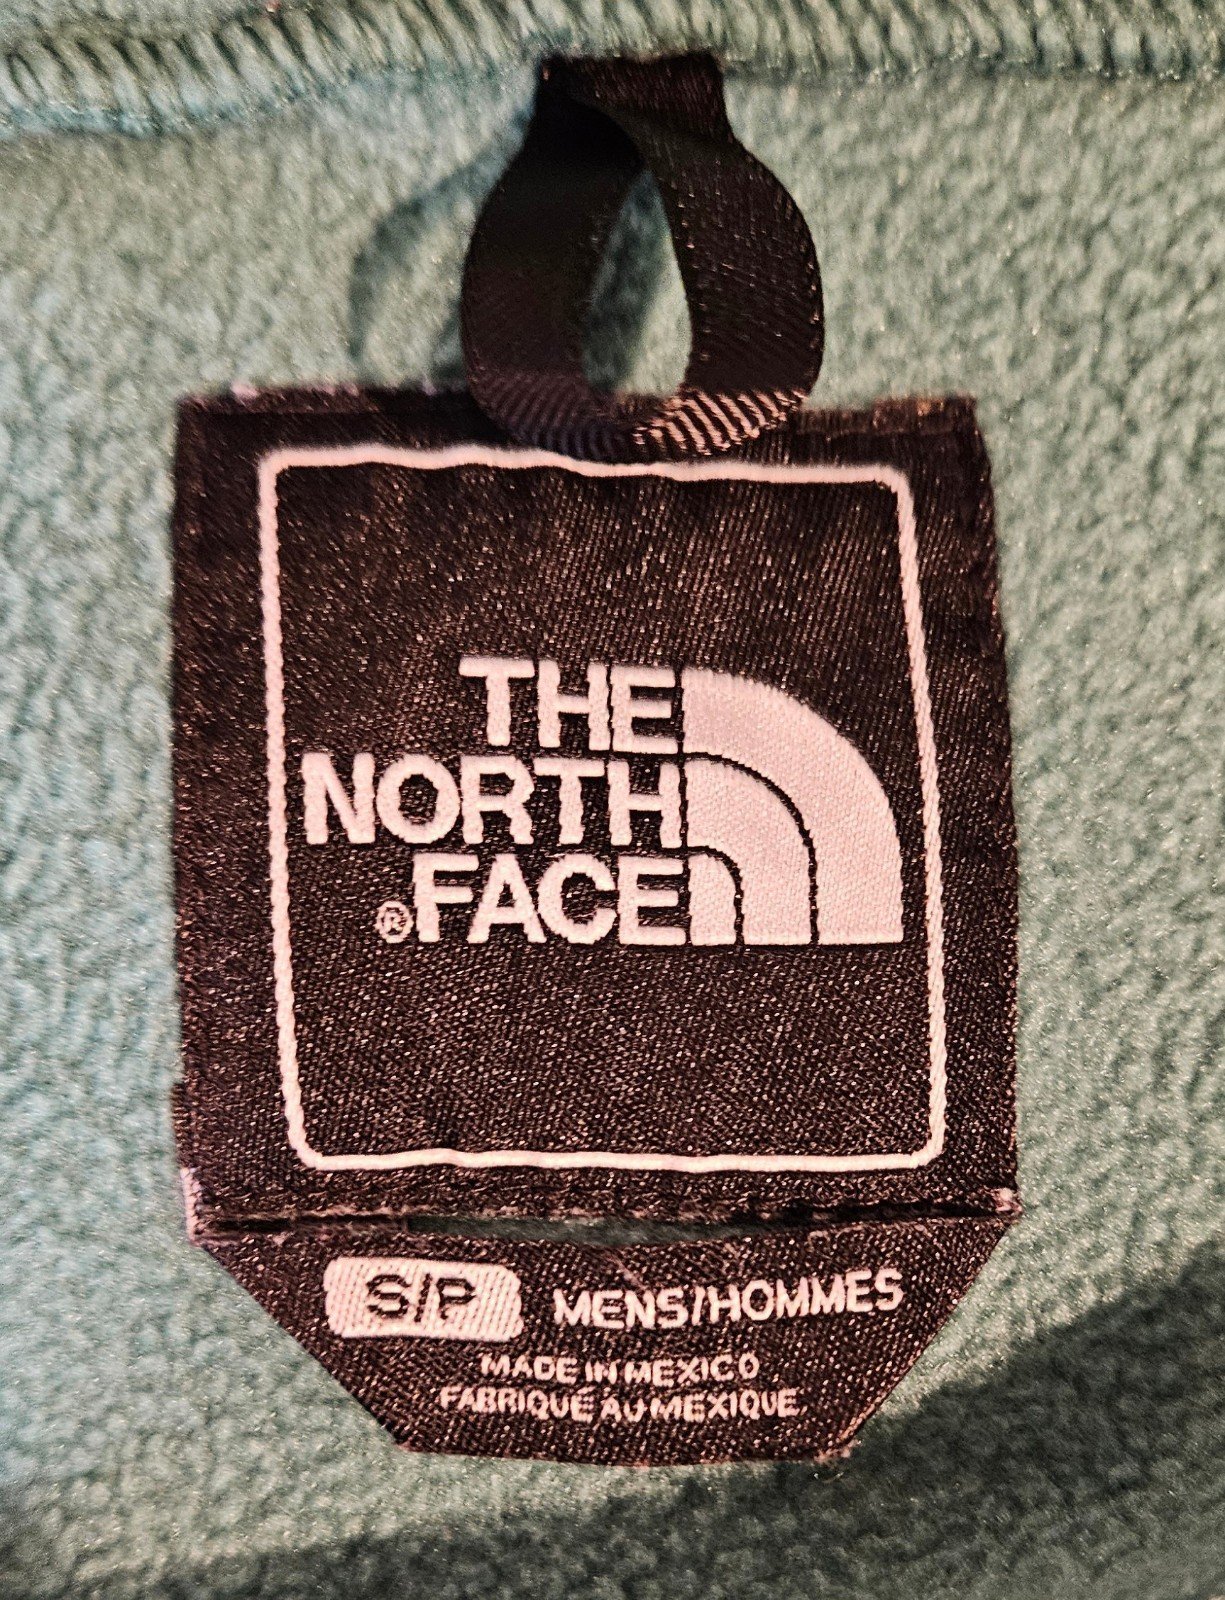 THE
NORTH
®FACE
S/P MENS/HOMMES
MADE IN MEXICO
FABRIQUÉ AU MEXIQUE